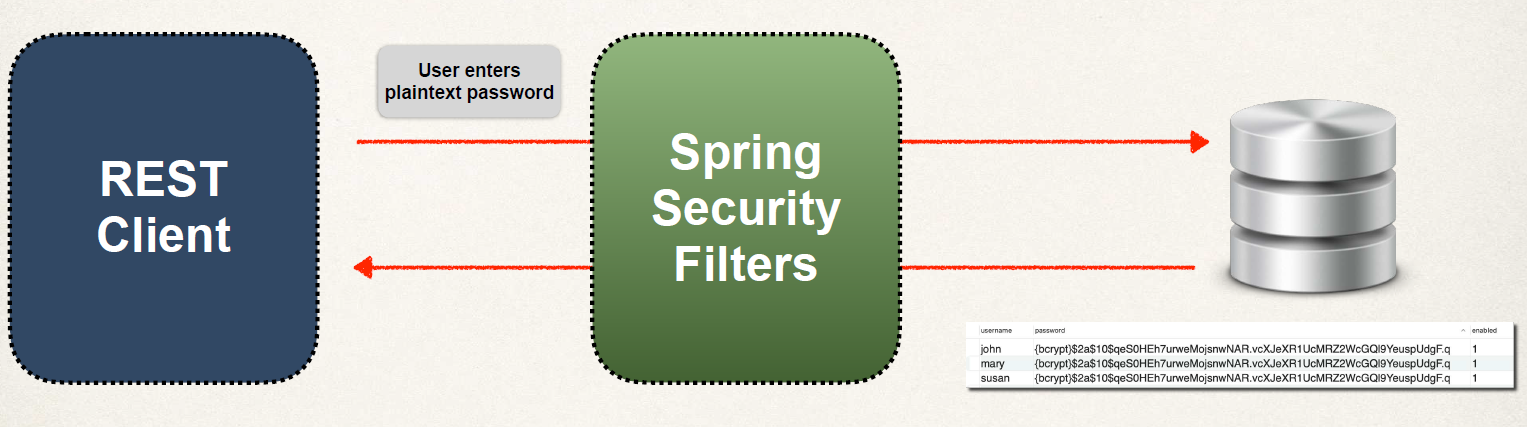 User enters
plaintext password
REST
Client
Spring
Security
Filters
username password enabled
john {bcrypt}$2a$10$qeS0HEh7urweMojsnwNAR.vcXJeXR1UcMRZ2WcGQl9YeuspUdgF.q 1
mary {bcrypt}$2a$10$qeS0HEh7urweMojsnwNAR.vcXJeXR1UcMRZ2WcGQl9YeuspUdgF.q 1
susan {bcrypt}$2a$10$qeS0HEh7urweMojsnwNAR.vcXJeXR1UcMRZ2WcGQl9YeuspUdgF.q 1